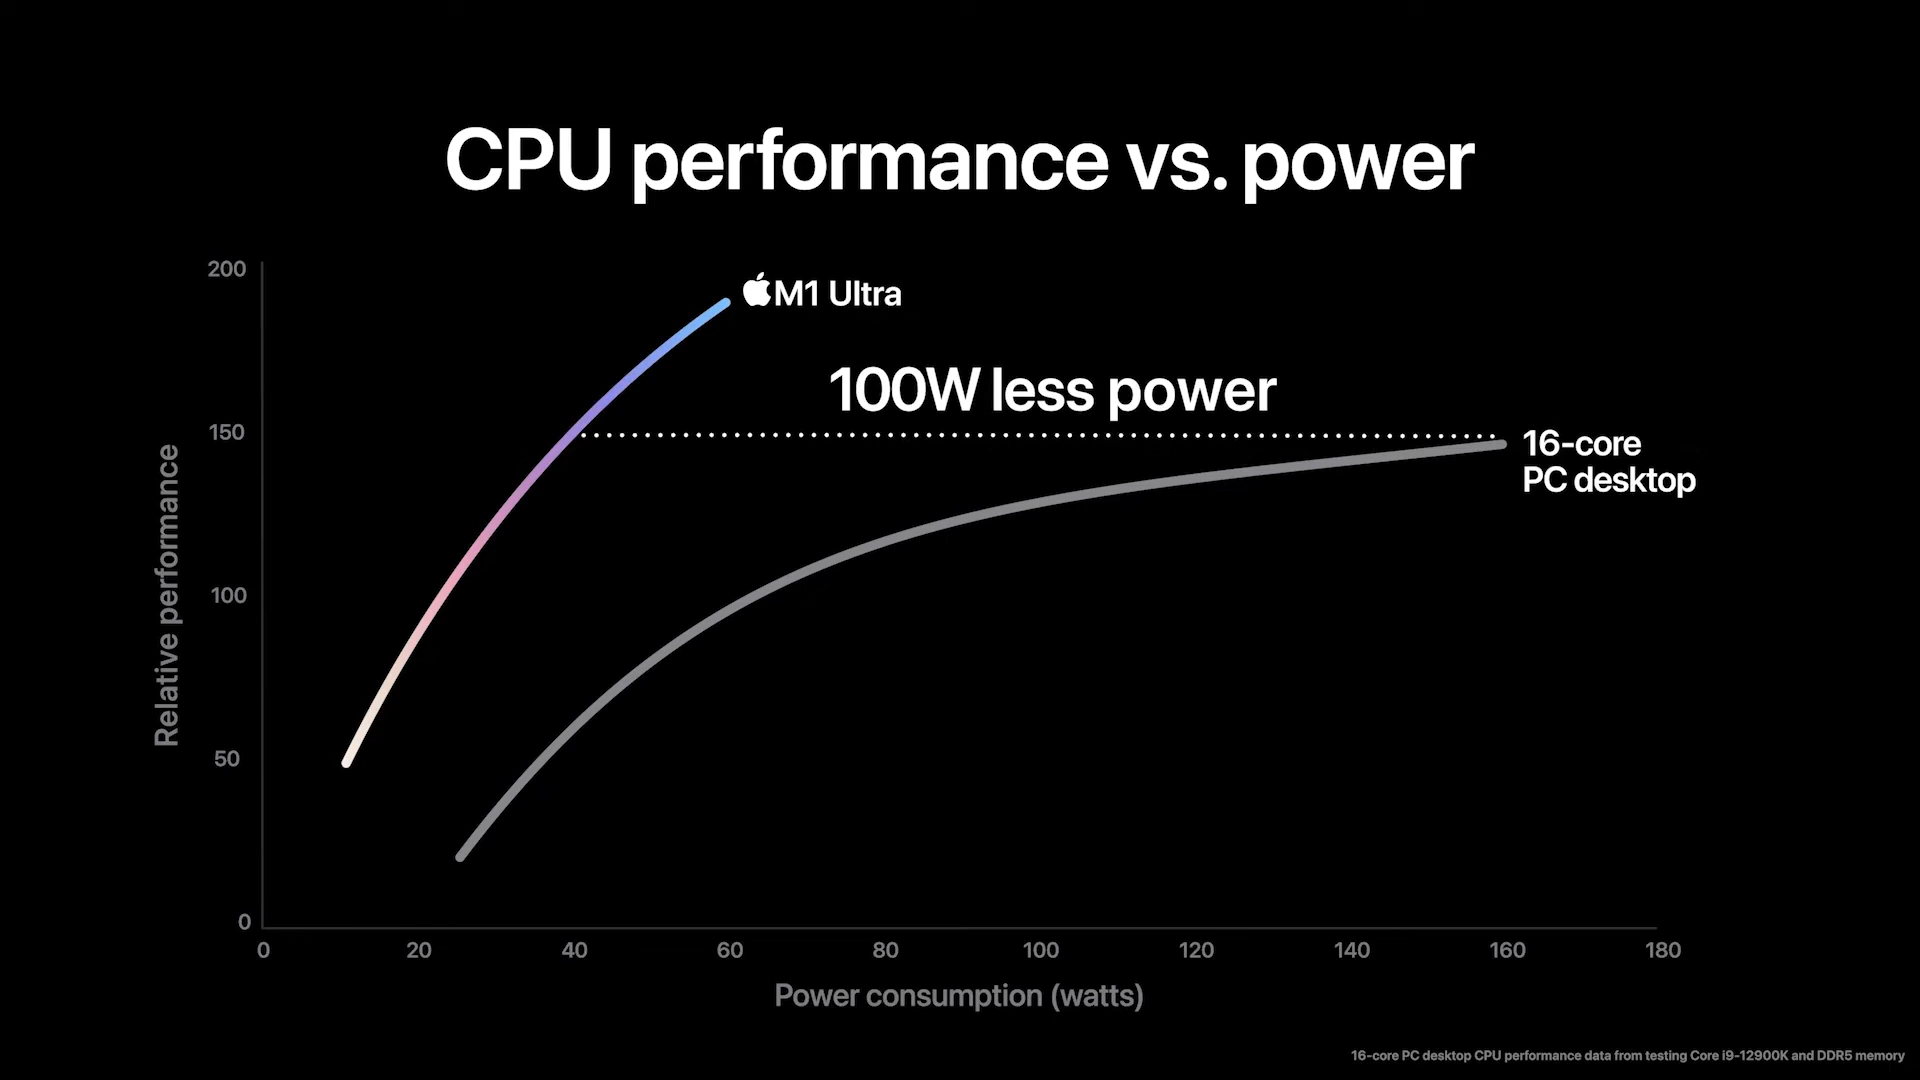 CPU performance vs. power
200
M1 Ultra
100W less power
150
16-core
PC desktop
Relative performance
100
50
0
0 20 40 60 80 100 120 140 160 180
Power consumption (watts)
16-core PC desktop CPU performance data from testing Core i9-12900K and DDR5 memory